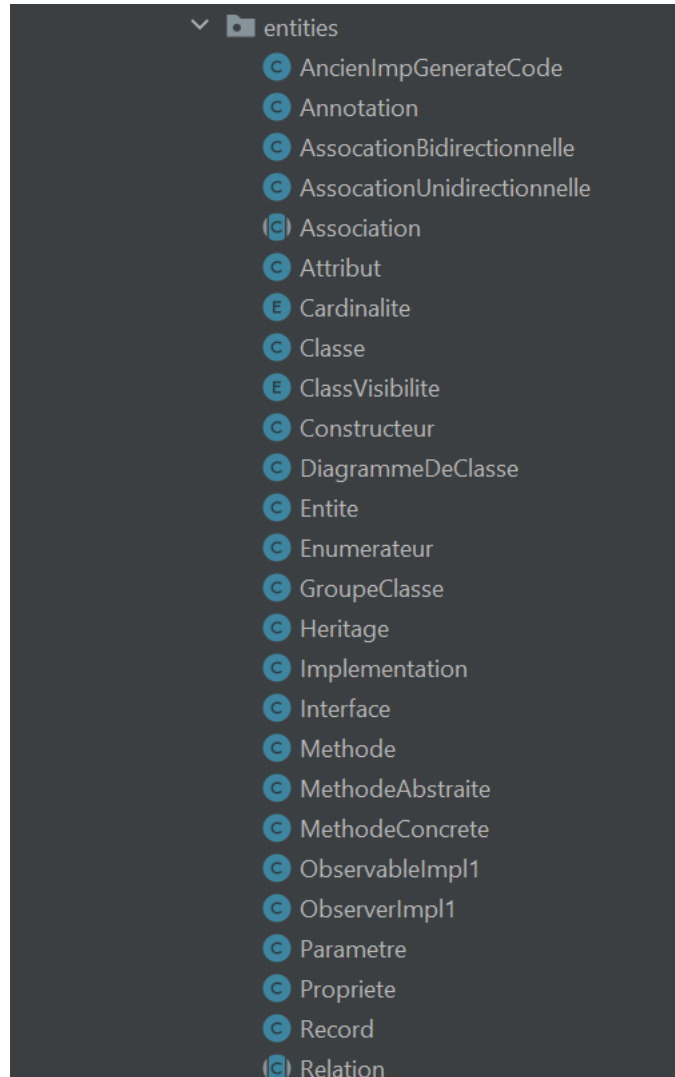 entities
AncienImpGenerateCode
Annotation
AssocationBidirectionnelle
AssocationUnidirectionnelle
Association
Attribut
Cardinalite
Classe
ClassVisibilite
Constructeur
DiagrammeDeClasse
Entite
Enumerateur
GroupeClasse
Heritage
Implementation
Interface
Methode
MethodeAbstraite
MethodeConcrete
ObservableImpl1
ObserverImpl1
Parametre
Propriete
Record
Relation